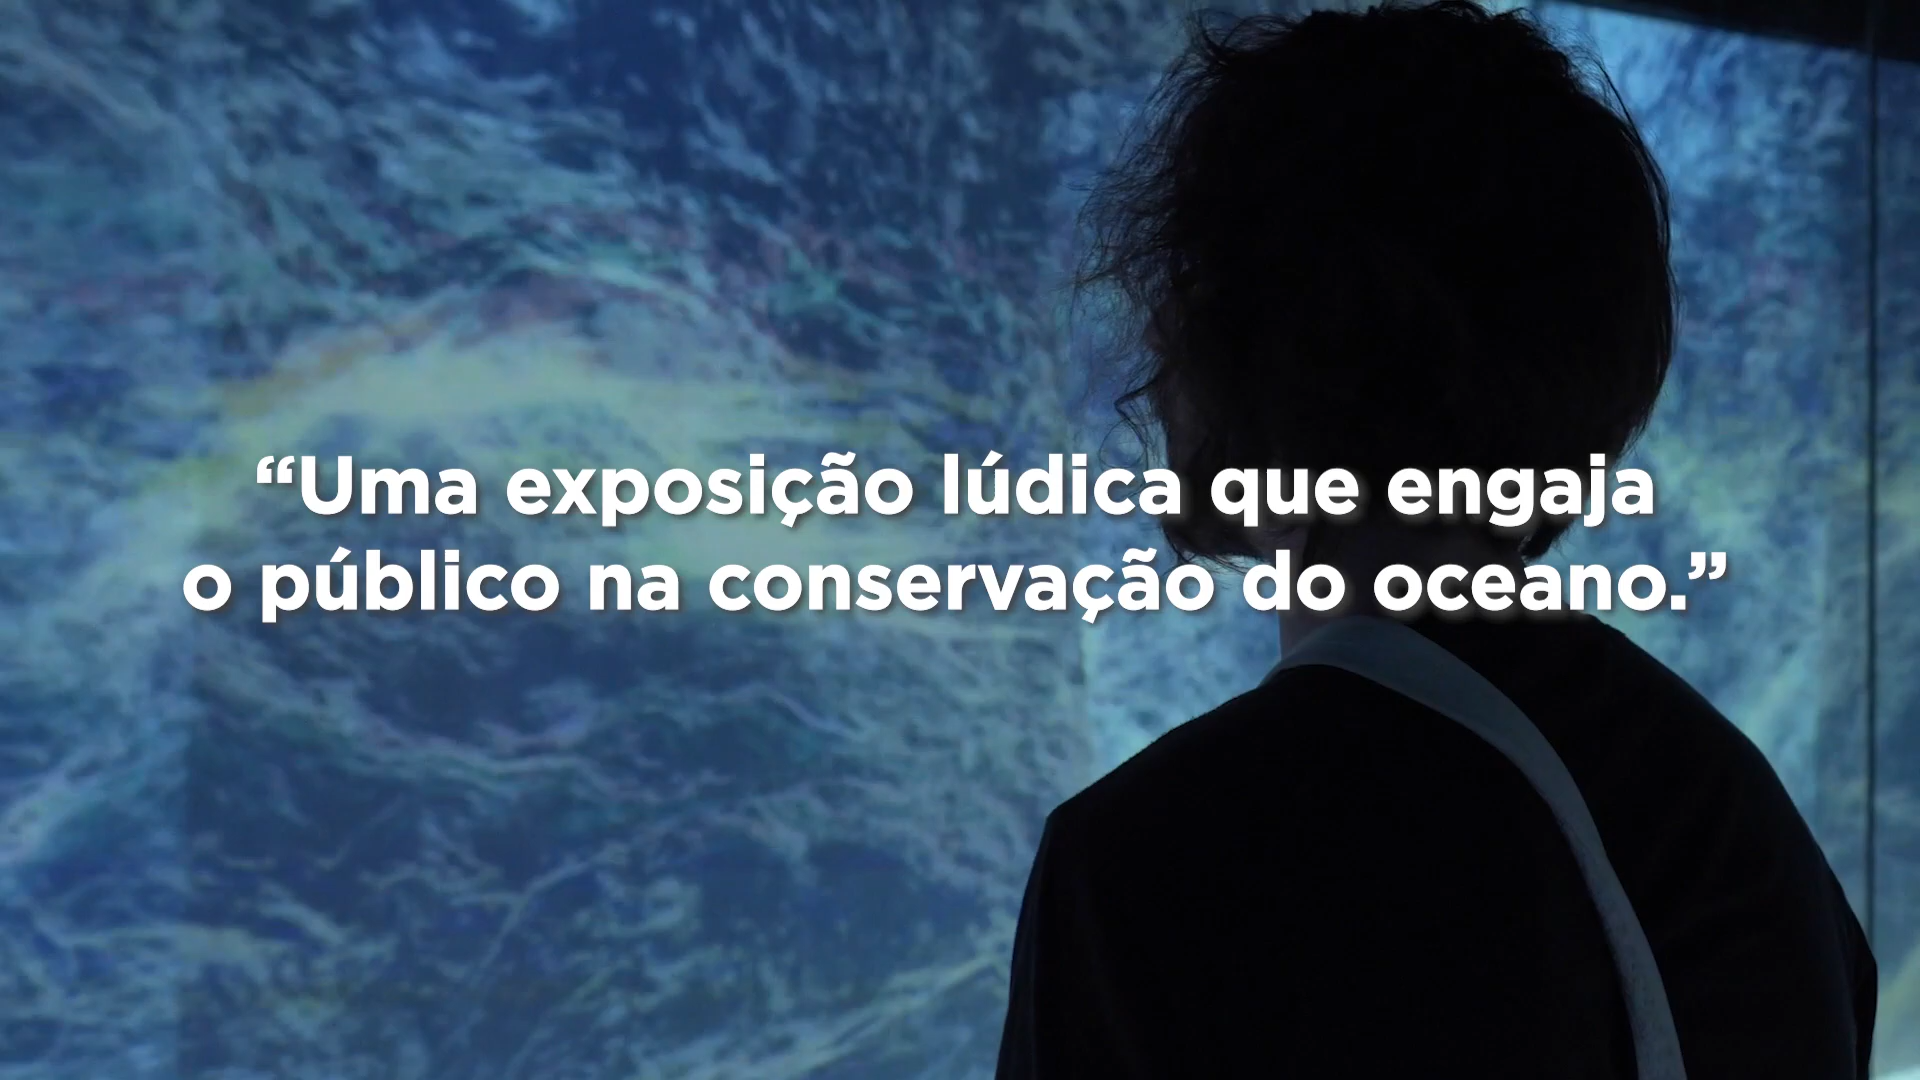 “Uma exposição lúdica que engaja
o público na conservação do oceano.”